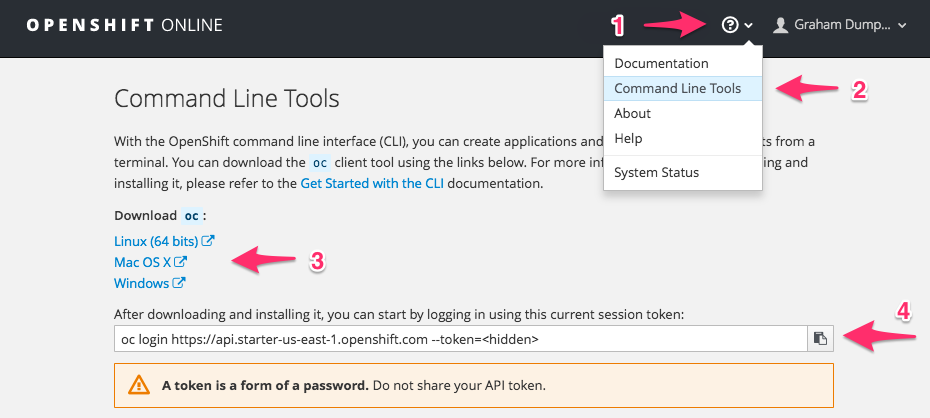 OPENSHIFT ONLINE
1
Graham Dump...
Documentation
Command Line Tools
2
About
Help
System Status
Command Line Tools
With the OpenShift command line interface (CLI), you can create applications and ts from a
terminal. You can download the oc client tool using the links below. For more inf ing and
installing it, please refer to the Get Started with the CLI documentation.
Download oc:
Linux (64 bits)
Mac OS X
3
Windows
After downloading and installing it, you can start by logging in using this current session token:
4
oc login https://api.starter-us-east-1.openshift.com --token=<hidden>
A token is a form of a password. Do not share your API token.